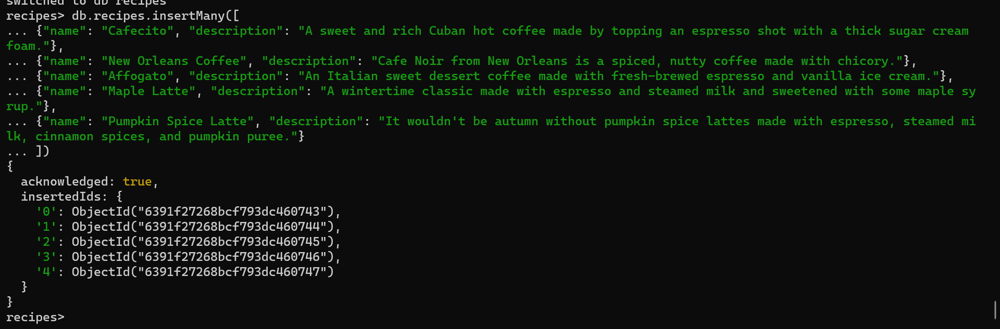 switched to db recipes
recipes> db.recipes.insertMany([
... {"name": "Cafecito", "description": "A sweet and rich Cuban hot coffee made by topping an espresso shot with a thick sugar cream
foam."},
... {"name": "New Orleans Coffee", "description": "Cafe Noir from New Orleans is a spiced, nutty coffee made with chicory."},
... {"name": "Affogato", "description": "An Italian sweet dessert coffee made with fresh-brewed espresso and vanilla ice cream."},
... {"name": "Maple Latte", "description": "A wintertime classic made with espresso and steamed milk and sweetened with some maple sy
rup."},
... {"name": "Pumpkin Spice Latte", "description": "It wouldn't be autumn without pumpkin spice lattes made with espresso, steamed mi
lk, cinnamon spices, and pumpkin puree."}
... ])
{
  acknowledged: true,
  insertedIds: {
    '0': ObjectId("6391f27268bcf793dc460743"),
    '1': ObjectId("6391f27268bcf793dc460744"),
    '2': ObjectId("6391f27268bcf793dc460745"),
    '3': ObjectId("6391f27268bcf793dc460746"),
    '4': ObjectId("6391f27268bcf793dc460747")
  }
}
recipes>